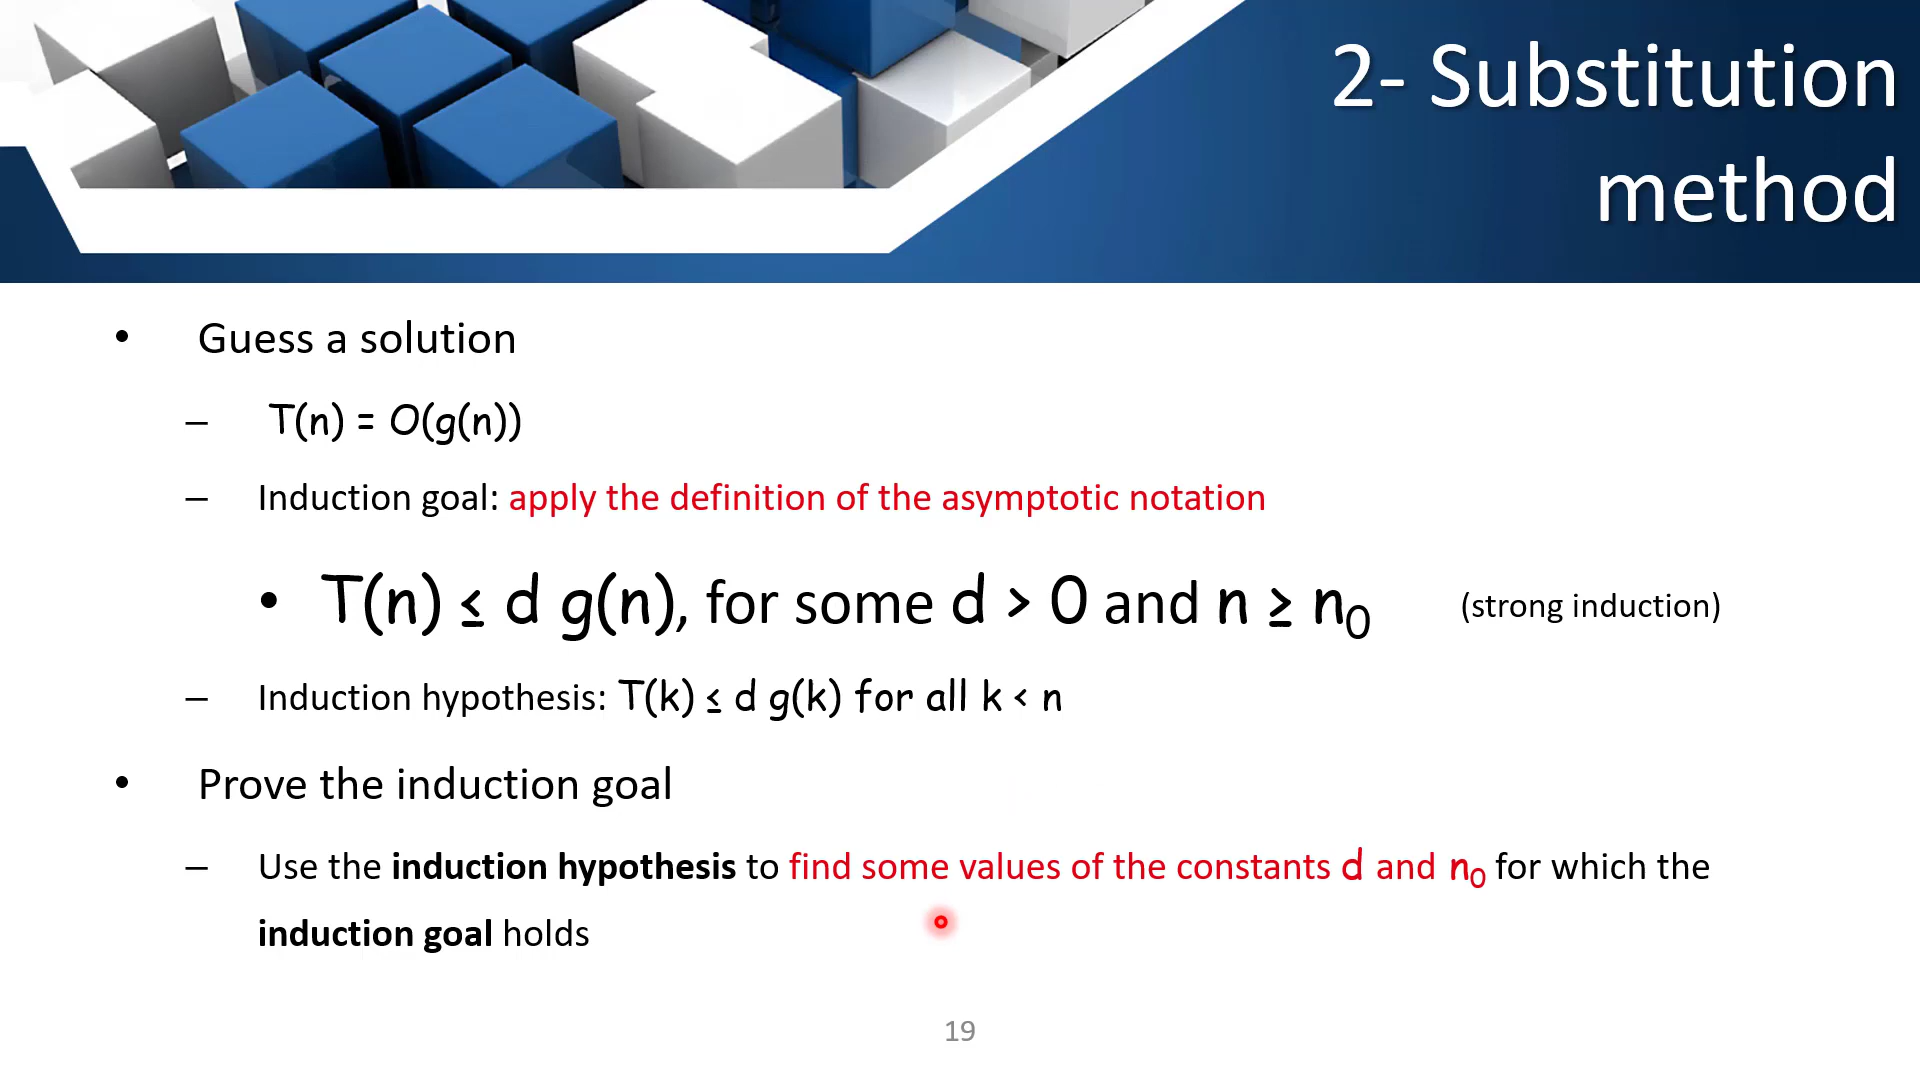 2- Substitution
method
• Guess a solution
– T(n) = O(g(n))
– Induction goal: apply the definition of the asymptotic notation
• T(n) ≤ d g(n), for some d > 0 and n ≥ n₀ (strong induction)
– Induction hypothesis: T(k) ≤ d g(k) for all k < n
• Prove the induction goal
– Use the induction hypothesis to find some values of the constants d and n₀ for which the
induction goal holds
19